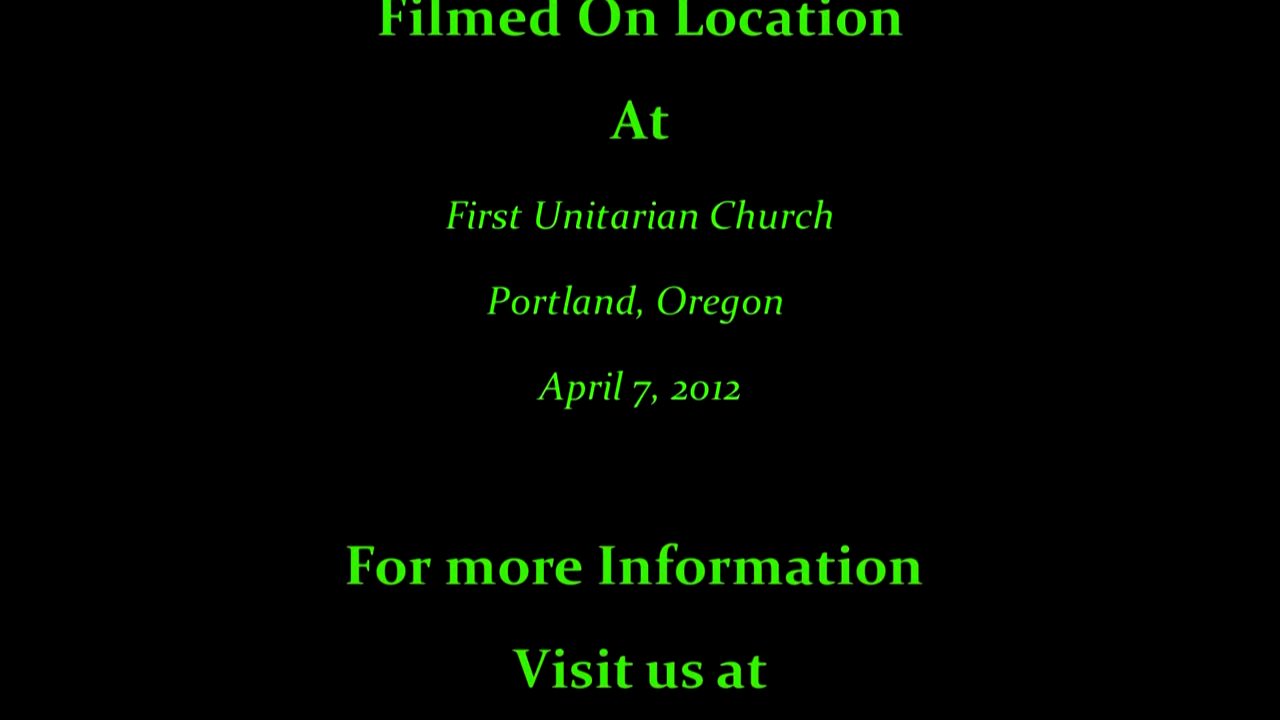 Filmed On Location
At
First Unitarian Church
Portland, Oregon
April 7, 2012
For more Information
Visit us at